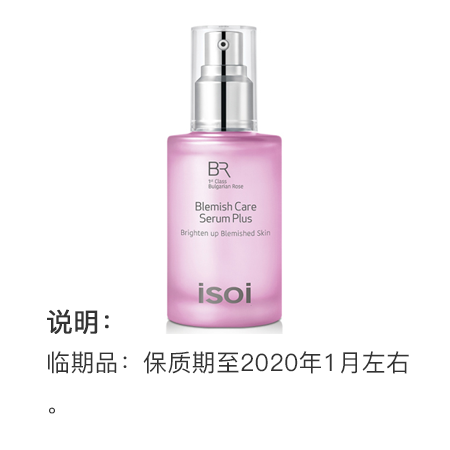 BR
1st Class
Bulgarian Rose
Blemish Care
Serum Plus
Brighten up Blemished Skin
isoi
说明：
临期品：保质期至2020年1月左右
。